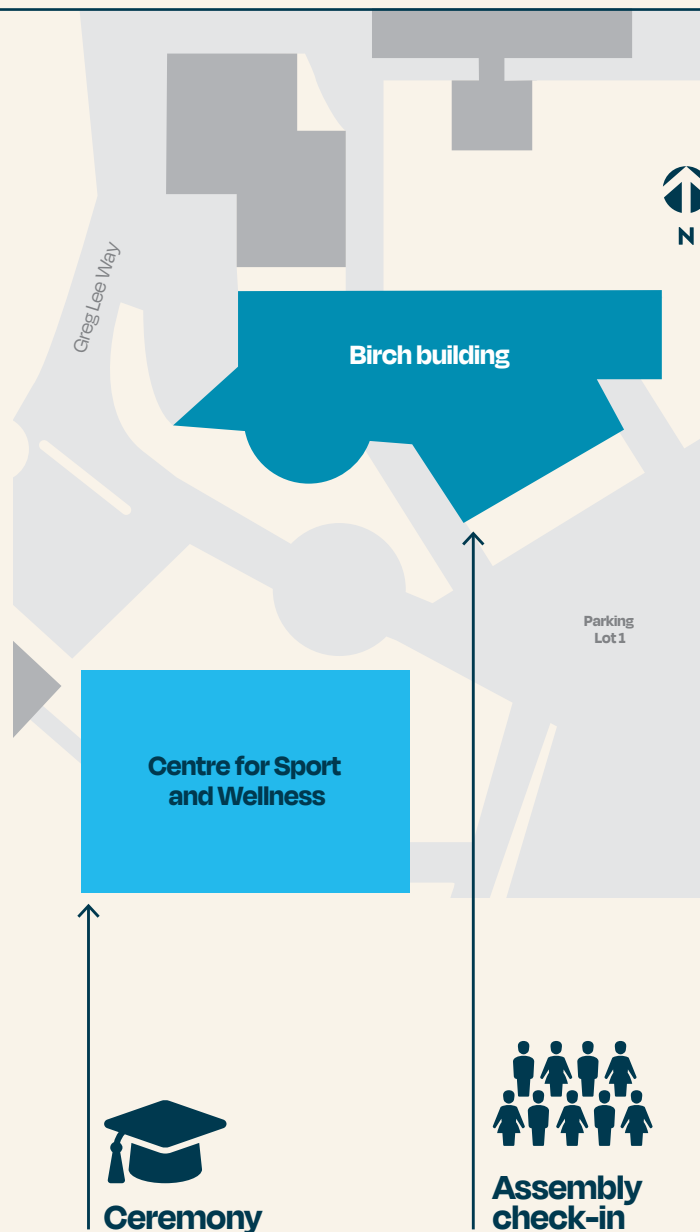 N
Greg Lee Way
Birch building
Parking
Lot 1
Centre for Sport
and Wellness
Ceremony
Assembly
check-in